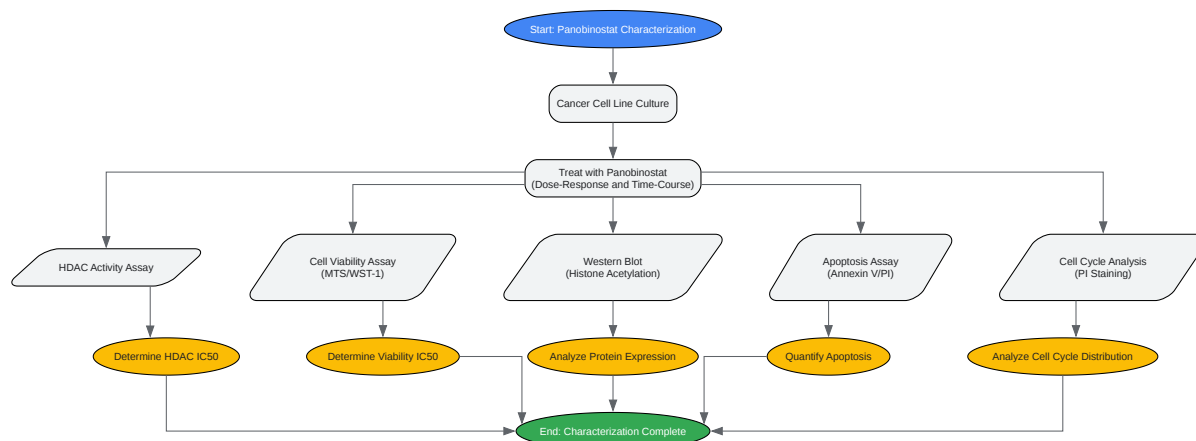 Start: Panobinostat Characterization
Cancer Cell Line Culture
Treat with Panobinostat
(Dose-Response and Time-Course)
HDAC Activity Assay
Cell Viability Assay
(MTS/WST-1)
Western Blot
(Histone Acetylation)
Apoptosis Assay
(Annexin V/PI)
Cell Cycle Analysis
(PI Staining)
Determine HDAC IC50
Determine Viability IC50
Analyze Protein Expression
Quantify Apoptosis
Analyze Cell Cycle Distribution
End: Characterization Complete